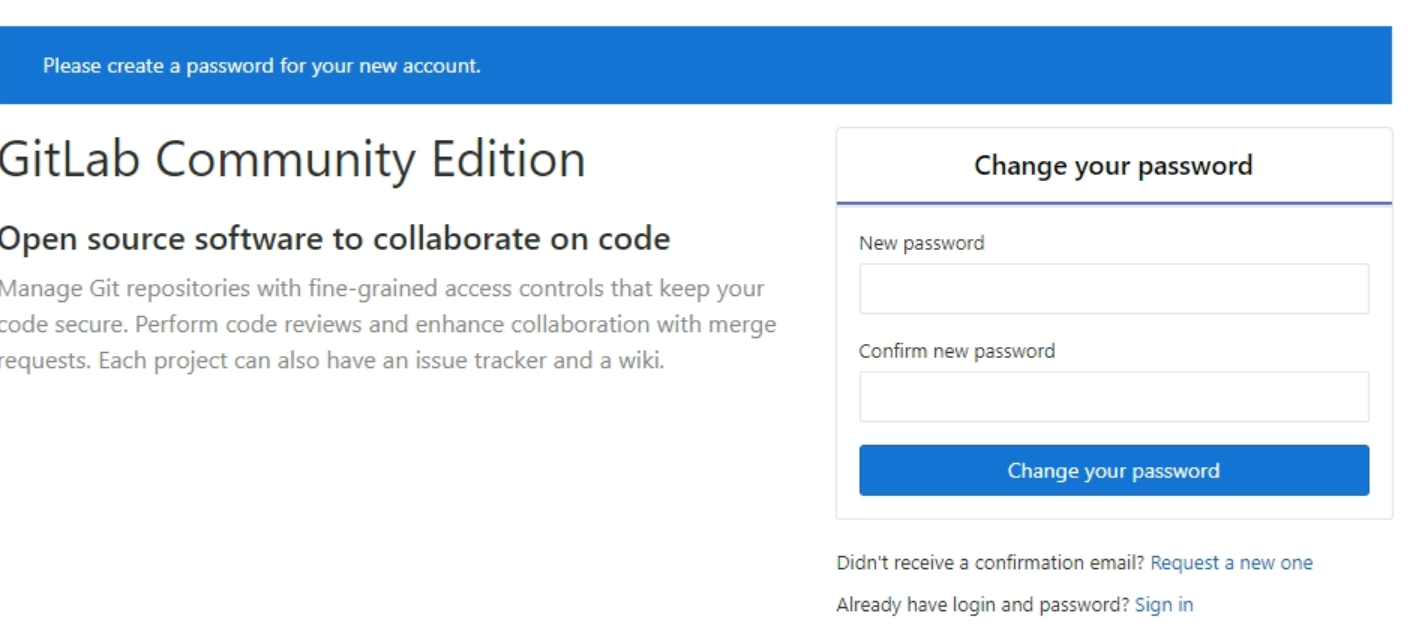 Please create a password for your new account.
GitLab Community Edition
Open source software to collaborate on code
Manage Git repositories with fine-grained access controls that keep your
code secure. Perform code reviews and enhance collaboration with merge
requests. Each project can also have an issue tracker and a wiki.
Change your password
New password
Confirm new password
Change your password
Didn't receive a confirmation email? Request a new one
Already have login and password? Sign in